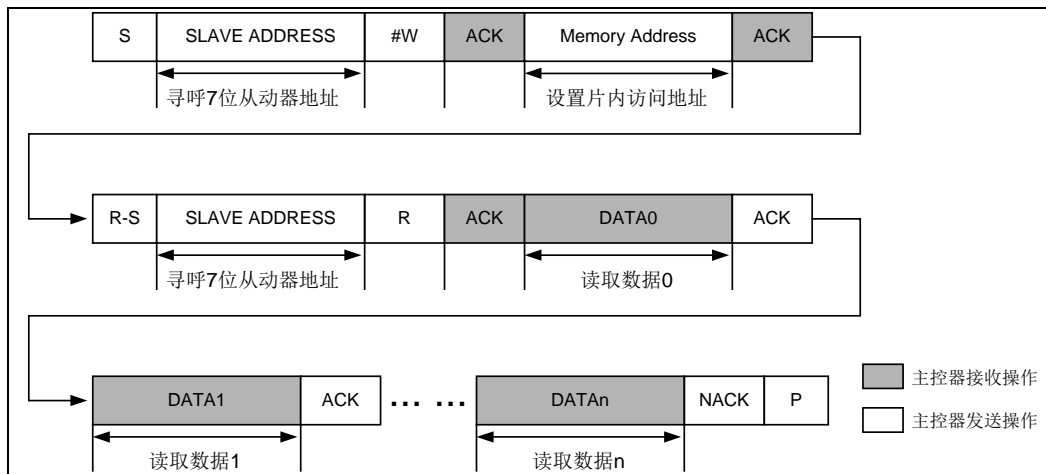 S SLAVE ADDRESS #W ACK Memory Address ACK
寻呼7位从动器地址 设置片内访问地址
R-S SLAVE ADDRESS R ACK DATA0 ACK
寻呼7位从动器地址 读取数据0
DATA1 ACK ... ... DATAn NACK P
读取数据1 读取数据n
主控器接收操作
主控器发送操作